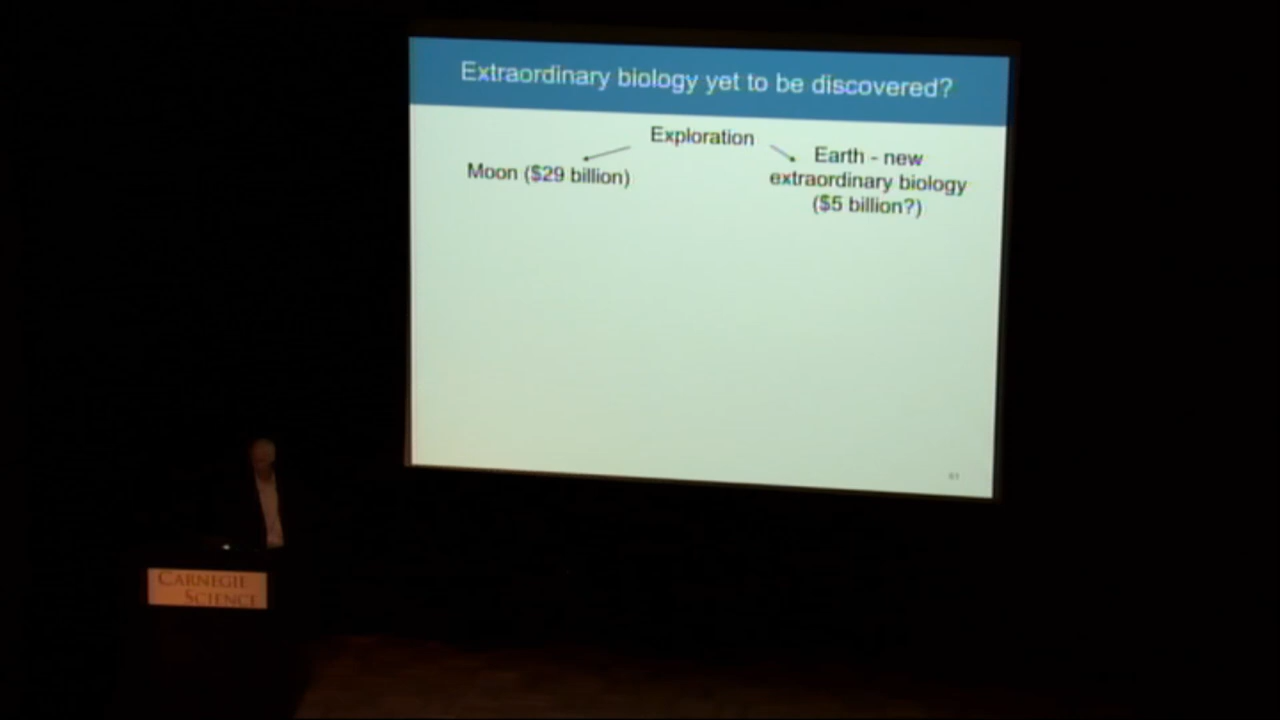 Extraordinary biology yet to be discovered?
Exploration
Moon ($29 billion)
Earth - new
extraordinary biology
($5 billion?)
CARNEGIE
SCIENCE